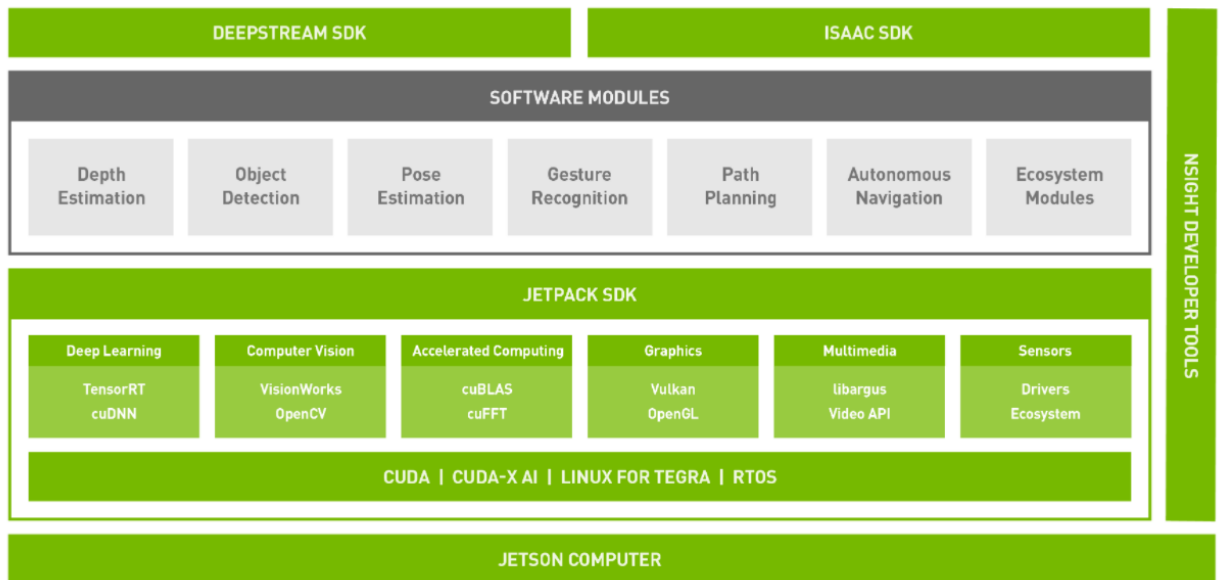 DEEPSTREAM SDK
ISAAC SDK
SOFTWARE MODULES
Depth
Estimation
Object
Detection
Pose
Estimation
Gesture
Recognition
Path
Planning
Autonomous
Navigation
Ecosystem
Modules
JETPACK SDK
Deep Learning
TensorRT
cuDNN
Computer Vision
VisionWorks
OpenCV
Accelerated Computing
cuBLAS
cuFFT
Graphics
Vulkan
OpenGL
Multimedia
libargus
Video API
Sensors
Drivers
Ecosystem
CUDA | CUDA-X AI | LINUX FOR TEGRA | RTOS
NSIGHT DEVELOPER TOOLS
JETSON COMPUTER